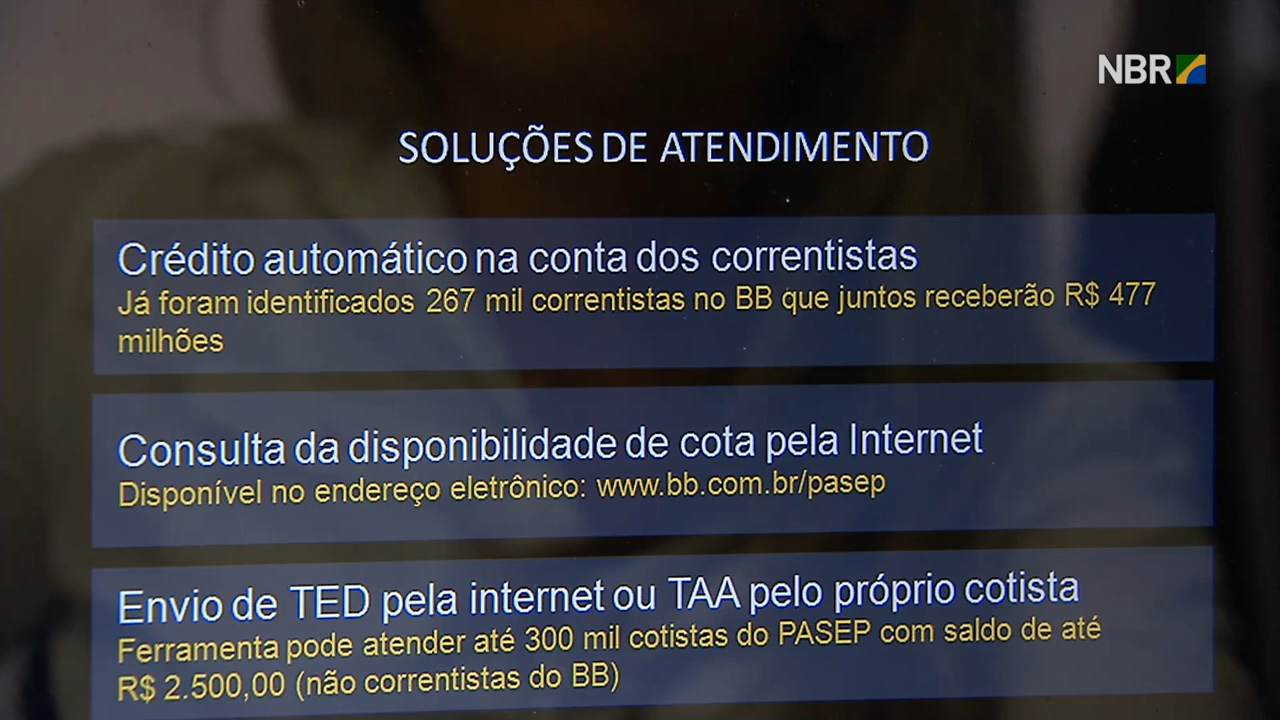 NBR
SOLUÇÕES DE ATENDIMENTO
Crédito automático na conta dos correntistas
Já foram identificados 267 mil correntistas no BB que juntos receberão R$ 477
milhões
Consulta da disponibilidade de cota pela Internet
Disponível no endereço eletrônico: www.bb.com.br/pasep
Envio de TED pela internet ou TAA pelo próprio cotista
Ferramenta pode atender até 300 mil cotistas do PASEP com saldo de até
R$ 2.500,00 (não correntistas do BB)